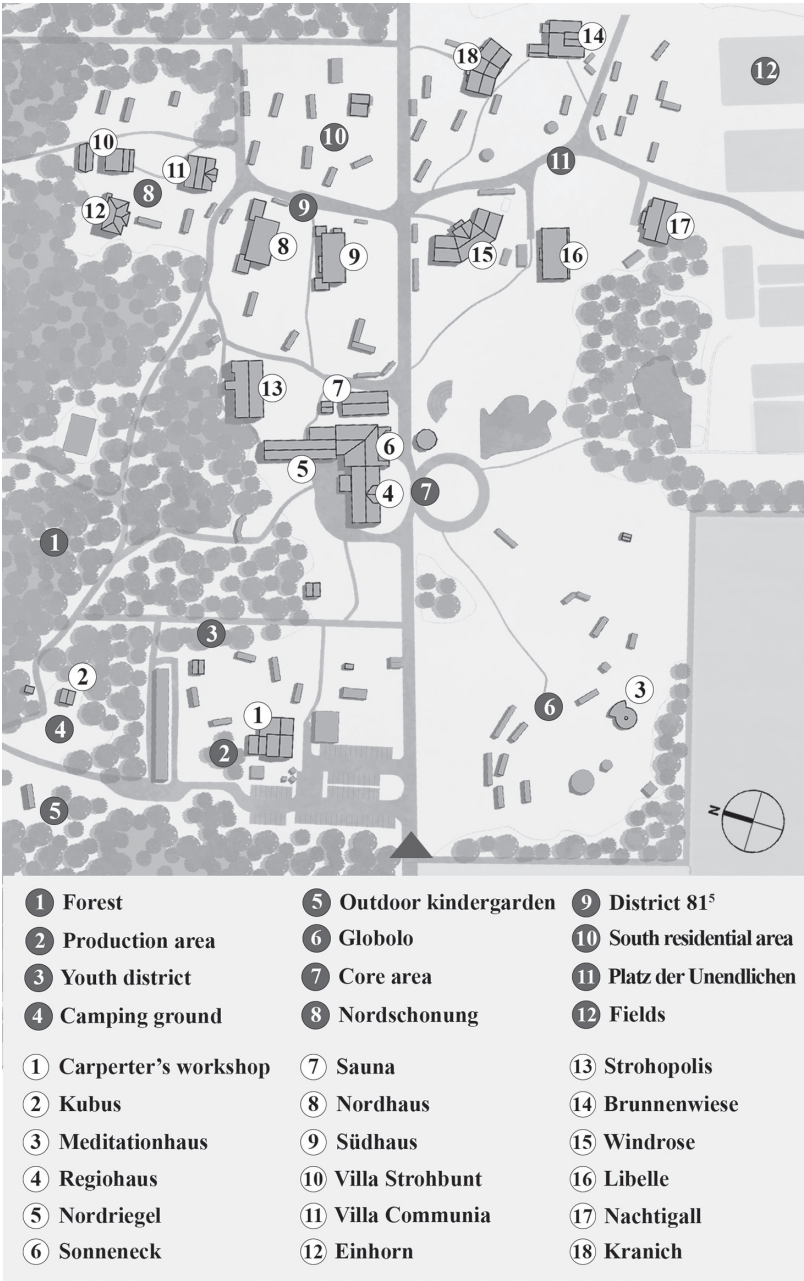 14
18
12
10
10
11
11
8
12
9
17
8
9
15
16
13
7
6
5
4
7
1
3
2
3
6
1
4
2
5
N
1 Forest
2 Production area
3 Youth district
4 Camping ground
5 Outdoor kindergarden
6 Globolo
7 Core area
8 Nordschonung
9 District 81⁵
10 South residential area
11 Platz der Unendlichen
12 Fields
1 Carperter's workshop
2 Kubus
3 Meditationhaus
4 Regiohaus
5 Nordriegel
6 Sonneneck
7 Sauna
8 Nordhaus
9 Südhaus
10 Villa Strohbunt
11 Villa Communia
12 Einhorn
13 Strohopolis
14 Brunnenwiese
15 Windrose
16 Libelle
17 Nachtigall
18 Kranich